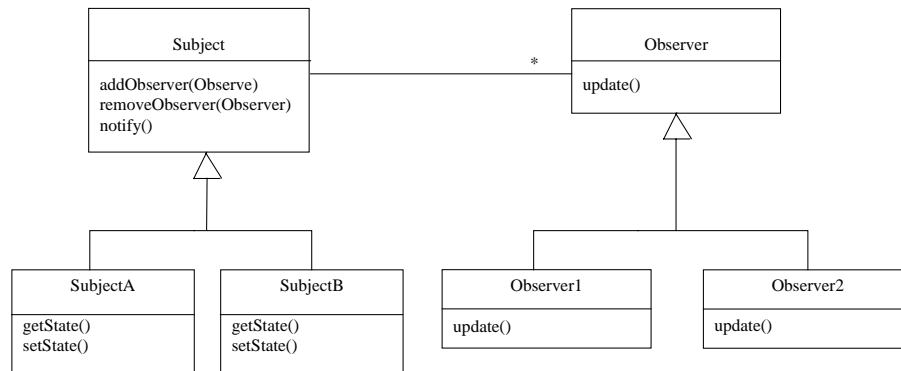 Subject
addObserver(Observe)
removeObserver(Observer)
notify()
*
Observer
update()
SubjectA
getState()
setState()
SubjectB
getState()
setState()
Observer1
update()
Observer2
update()